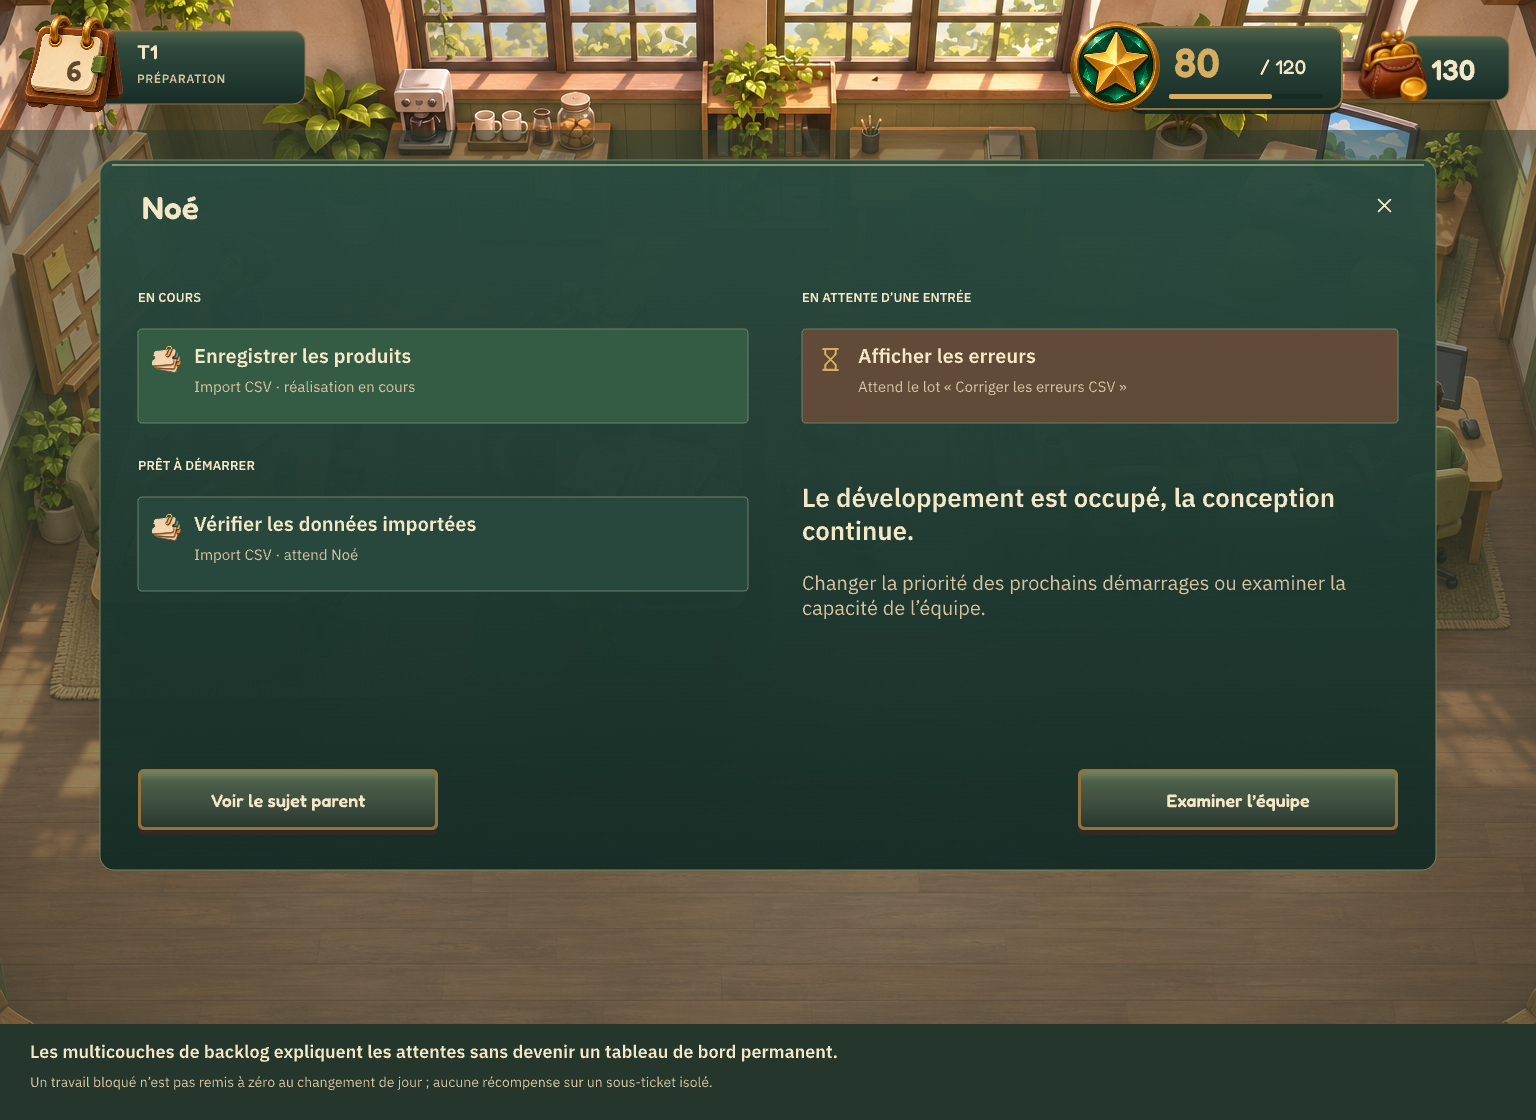 6
T1
PRÉPARATION
80 / 120
130
Noé
EN COURS
Enregistrer les produits
Import CSV · réalisation en cours
PRÊT À DÉMARRER
Vérifier les données importées
Import CSV · attend Noé
EN ATTENTE D’UNE ENTRÉE
Afficher les erreurs
Attend le lot « Corriger les erreurs CSV »
Le développement est occupé, la conception
continue.
Changer la priorité des prochains démarrages ou examiner la
capacité de l’équipe.
Voir le sujet parent
Examiner l’équipe
Les multicouches de backlog expliquent les attentes sans devenir un tableau de bord permanent.
Un travail bloqué n’est pas remis à zéro au changement de jour ; aucune récompense sur un sous-ticket isolé.